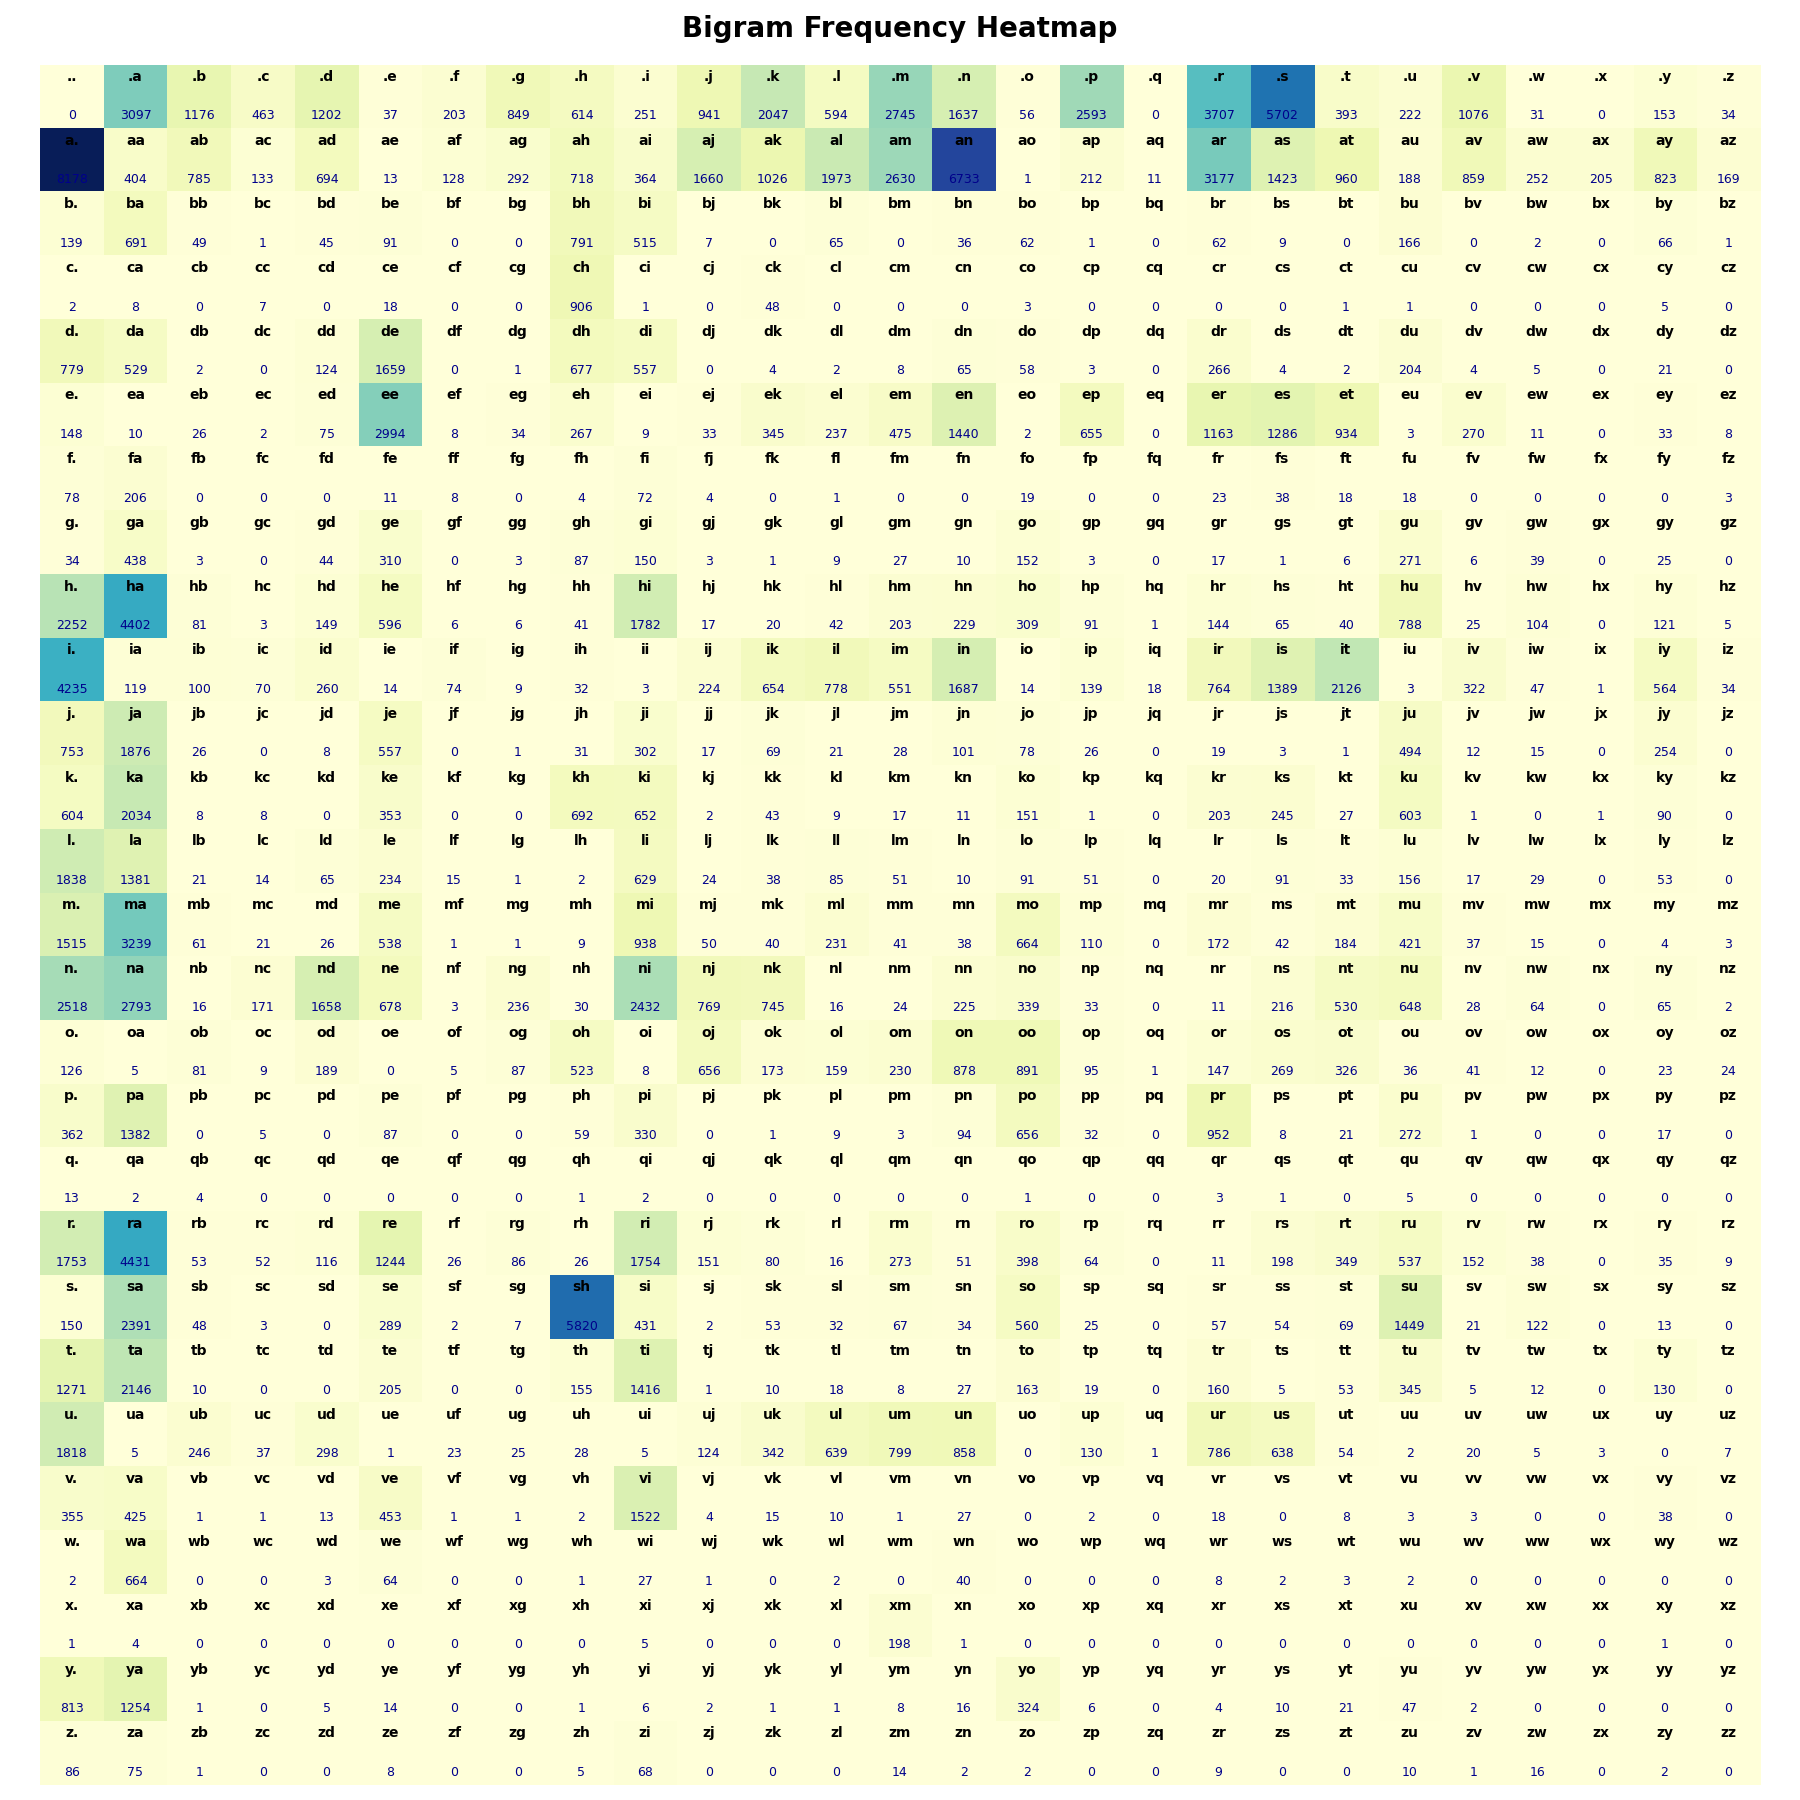 Bigram Frequency Heatmap
.. .a .b .c .d .e .f .g .h .i .j .k .l .m .n .o .p .q .r .s .t .u .v .w .x .y .z
0 3097 1176 463 1202 37 203 849 614 251 941 2047 594 2745 1637 56 2593 0 3707 5702 393 222 1076 31 0 153 34
a. aa ab ac ad ae af ag ah ai aj ak al am an ao ap aq ar as at au av aw ax ay az
8178 404 785 133 694 13 128 292 718 364 1660 1026 1973 2630 6733 1 212 11 3177 1423 960 188 859 252 205 823 169
b. ba bb bc bd be bf bg bh bi bj bk bl bm bn bo bp bq br bs bt bu bv bw bx by bz
139 691 49 1 45 91 0 0 791 515 7 0 65 0 36 62 1 0 62 9 0 166 0 2 0 66 1
c. ca cb cc cd ce cf cg ch ci cj ck cl cm cn co cp cq cr cs ct cu cv cw cx cy cz
2 8 0 7 0 18 0 0 906 1 0 48 0 0 0 3 0 0 0 0 1 1 0 0 0 5 0
d. da db dc dd de df dg dh di dj dk dl dm dn do dp dq dr ds dt du dv dw dx dy dz
779 529 2 0 124 1659 0 1 677 557 0 4 2 8 65 58 3 0 266 4 2 204 4 5 0 21 0
e. ea eb ec ed ee ef eg eh ei ej ek el em en eo ep eq er es et eu ev ew ex ey ez
148 10 26 2 75 2994 8 34 267 9 33 345 237 475 1440 2 655 0 1163 1286 934 3 270 11 0 33 8
f. fa fb fc fd fe ff fg fh fi fj fk fl fm fn fo fp fq fr fs ft fu fv fw fx fy fz
78 206 0 0 0 11 8 0 4 72 4 0 1 0 0 19 0 0 23 38 18 18 0 0 0 0 3
g. ga gb gc gd ge gf gg gh gi gj gk gl gm gn go gp gq gr gs gt gu gv gw gx gy gz
34 438 3 0 44 310 0 3 87 150 3 1 9 27 10 152 3 0 17 1 6 271 6 39 0 25 0
h. ha hb hc hd he hf hg hh hi hj hk hl hm hn ho hp hq hr hs ht hu hv hw hx hy hz
2252 4402 81 3 149 596 6 6 41 1782 17 20 42 203 229 309 91 1 144 65 40 788 25 104 0 121 5
i. ia ib ic id ie if ig ih ii ij ik il im in io ip iq ir is it iu iv iw ix iy iz
4235 119 100 70 260 14 74 9 32 3 224 654 778 551 1687 14 139 18 764 1389 2126 3 322 47 1 564 34
j. ja jb jc jd je jf jg jh ji jj jk jl jm jn jo jp jq jr js jt ju jv jw jx jy jz
753 1876 26 0 8 557 0 1 31 302 17 69 21 28 101 78 26 0 19 3 1 494 12 15 0 254 0
k. ka kb kc kd ke kf kg kh ki kj kk kl km kn ko kp kq kr ks kt ku kv kw kx ky kz
604 2034 8 8 0 353 0 0 692 652 2 43 9 17 11 151 1 0 203 245 27 603 1 0 1 90 0
l. la lb lc ld le lf lg lh li lj lk ll lm ln lo lp lq lr ls lt lu lv lw lx ly lz
1838 1381 21 14 65 234 15 1 2 629 24 38 85 51 10 91 51 0 20 91 33 156 17 29 0 53 0
m. ma mb mc md me mf mg mh mi mj mk ml mm mn mo mp mq mr ms mt mu mv mw mx my mz
1515 3239 61 21 26 538 1 1 9 938 50 40 231 41 38 664 110 0 172 42 184 421 37 15 0 4 3
n. na nb nc nd ne nf ng nh ni nj nk nl nm nn no np nq nr ns nt nu nv nw nx ny nz
2518 2793 16 171 1658 678 3 236 30 2432 769 745 16 24 225 339 33 0 11 216 530 648 28 64 0 65 2
o. oa ob oc od oe of og oh oi oj ok ol om on oo op oq or os ot ou ov ow ox oy oz
126 5 81 9 189 0 5 87 523 8 656 173 159 230 878 891 95 1 147 269 326 36 41 12 0 23 24
p. pa pb pc pd pe pf pg ph pi pj pk pl pm pn po pp pq pr ps pt pu pv pw px py pz
362 1382 0 5 0 87 0 0 59 330 0 1 9 3 94 656 32 0 952 8 21 272 1 0 0 17 0
q. qa qb qc qd qe qf qg qh qi qj qk ql qm qn qo qp qq qr qs qt qu qv qw qx qy qz
13 2 4 0 0 0 0 0 1 2 0 0 0 0 0 1 0 0 3 1 0 5 0 0 0 0 0
r. ra rb rc rd re rf rg rh ri rj rk rl rm rn ro rp rq rr rs rt ru rv rw rx ry rz
1753 4431 53 52 116 1244 26 86 26 1754 151 80 16 273 51 398 64 0 11 198 349 537 152 38 0 35 9
s. sa sb sc sd se sf sg sh si sj sk sl sm sn so sp sq sr ss st su sv sw sx sy sz
150 2391 48 3 0 289 2 7 5820 431 2 53 32 67 34 560 25 0 57 54 69 1449 21 122 0 13 0
t. ta tb tc td te tf tg th ti tj tk tl tm tn to tp tq tr ts tt tu tv tw tx ty tz
1271 2146 10 0 0 205 0 0 155 1416 1 10 18 8 27 163 19 0 160 5 53 345 5 12 0 130 0
u. ua ub uc ud ue uf ug uh ui uj uk ul um un uo up uq ur us ut uu uv uw ux uy uz
1818 5 246 37 298 1 23 25 28 5 124 342 639 799 858 0 130 1 786 638 54 2 20 5 3 0 7
v. va vb vc vd ve vf vg vh vi vj vk vl vm vn vo vp vq vr vs vt vu vv vw vx vy vz
355 425 1 1 13 453 1 1 2 1522 4 15 10 1 27 0 2 0 18 0 8 3 3 0 0 38 0
w. wa wb wc wd we wf wg wh wi wj wk wl wm wn wo wp wq wr ws wt wu wv ww wx wy wz
2 664 0 0 3 64 0 0 1 27 1 0 2 0 40 0 0 0 8 2 3 2 0 0 0 0 0
x. xa xb xc xd xe xf xg xh xi xj xk xl xm xn xo xp xq xr xs xt xu xv xw xx xy xz
1 4 0 0 0 0 0 0 0 5 0 0 0 198 1 0 0 0 0 0 0 0 0 0 0 1 0
y. ya yb yc yd ye yf yg yh yi yj yk yl ym yn yo yp yq yr ys yt yu yv yw yx yy yz
813 1254 1 0 5 14 0 0 1 6 2 1 1 8 16 324 6 0 4 10 21 47 2 0 0 0 0
z. za zb zc zd ze zf zg zh zi zj zk zl zm zn zo zp zq zr zs zt zu zv zw zx zy zz
86 75 1 0 0 8 0 0 5 68 0 0 0 14 2 2 0 0 9 0 0 10 1 16 0 2 0